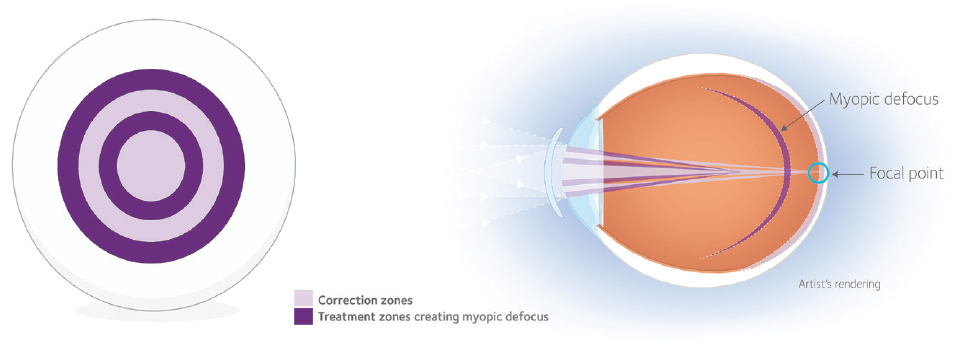 Myopic defocus
Focal point
Artist's rendering
Correction zones
Treatment zones creating myopic defocus